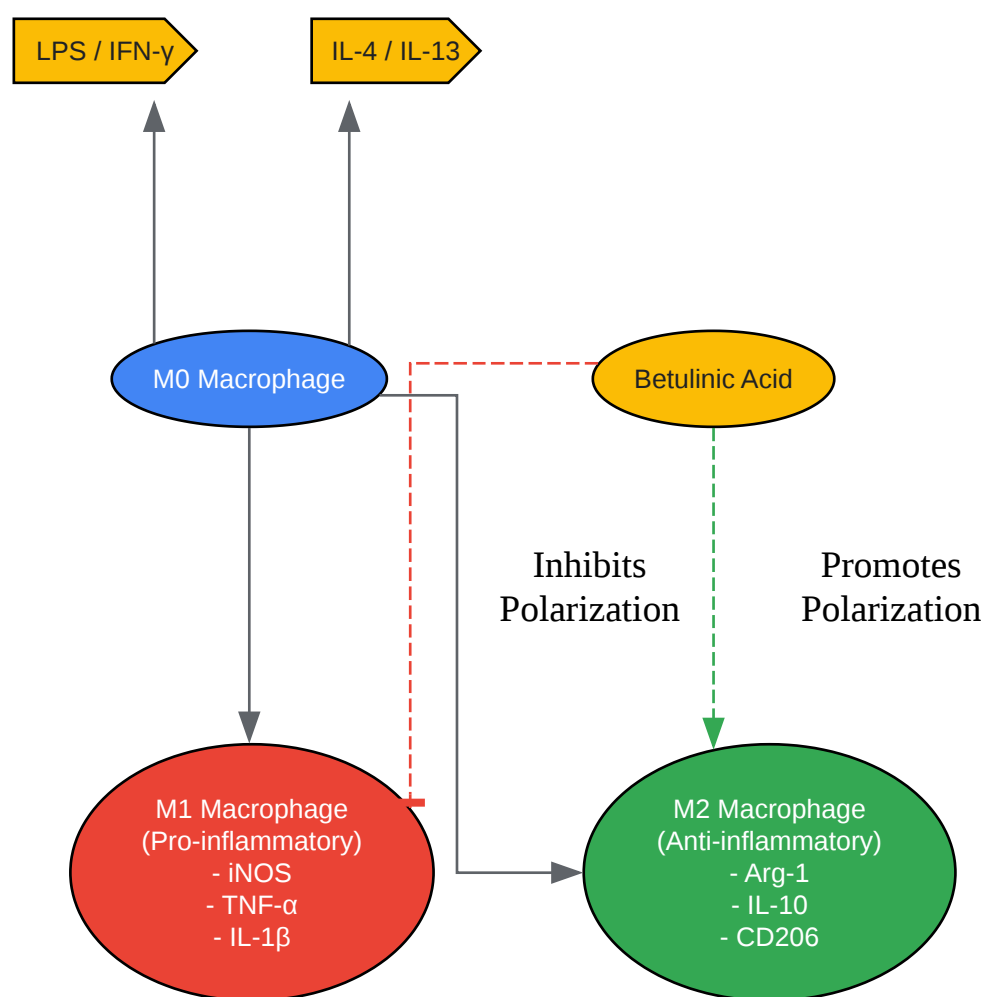 LPS / IFN-γ
IL-4 / IL-13
M0 Macrophage
Betulinic Acid
Inhibits
Polarization
Promotes
Polarization
M1 Macrophage
(Pro-inflammatory)
- iNOS
- TNF-α
- IL-1β
M2 Macrophage
(Anti-inflammatory)
- Arg-1
- IL-10
- CD206